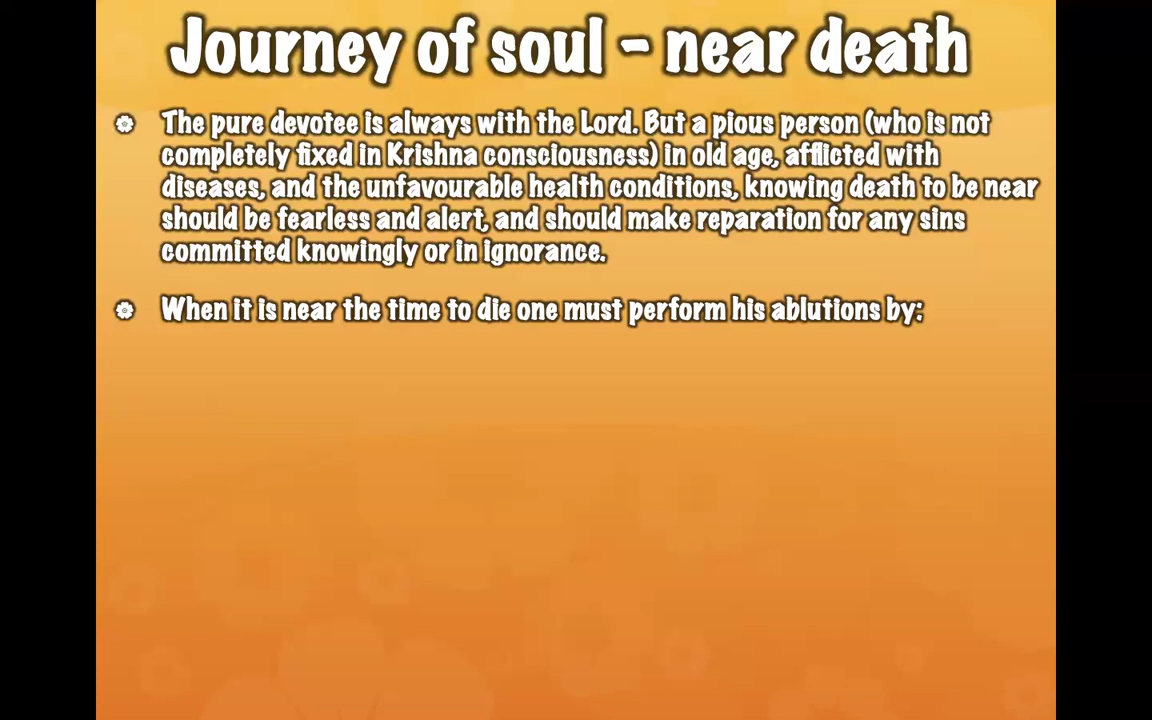 Journey of soul - near death
The pure devotee is always with the Lord. But a pious person (who is not
completely fixed in Krishna consciousness) in old age, afflicted with
diseases, and the unfavourable health conditions, knowing death to be near
should be fearless and alert, and should make reparation for any sins
committed knowingly or in ignorance.
When it is near the time to die one must perform his ablutions by: